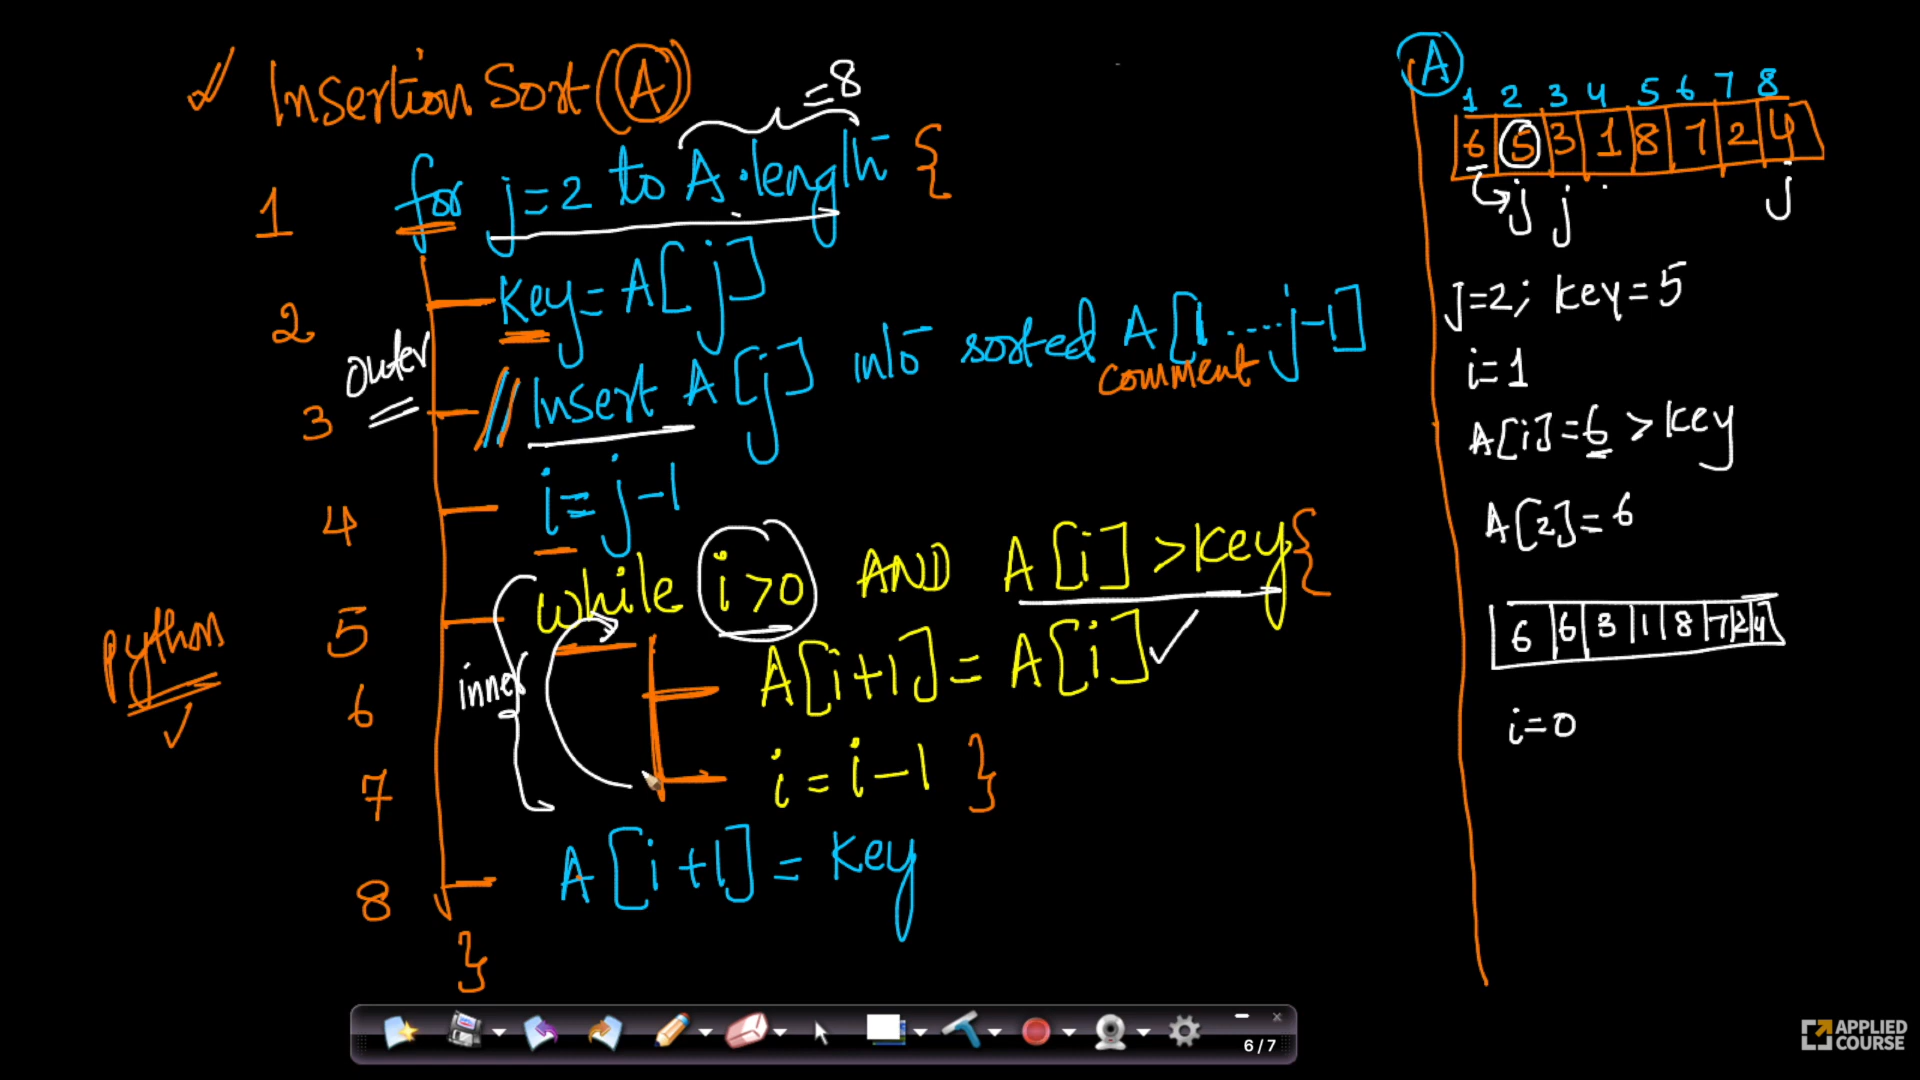 ✓ Insertion Sort(A)
= 8
1 for j=2 to A.length {
2 key = A[j]
outer
3 // Insert A[j] into sorted A[1.....j-1]
comment
4 i = j-1
5 while i>0 AND A[i] > key {
python
inner
6 A[i+1] = A[i] ✓
7 i = i-1 }
8 A[i+1] = key
}
A
1 2 3 4 5 6 7 8
6 5 3 1 8 7 2 4
j j j
j=2; key=5
i=1
A[i]=6 > key
A[2]=6
6 6 3 1 8 7 2 4
i=0
6/7
APPLIED
COURSE